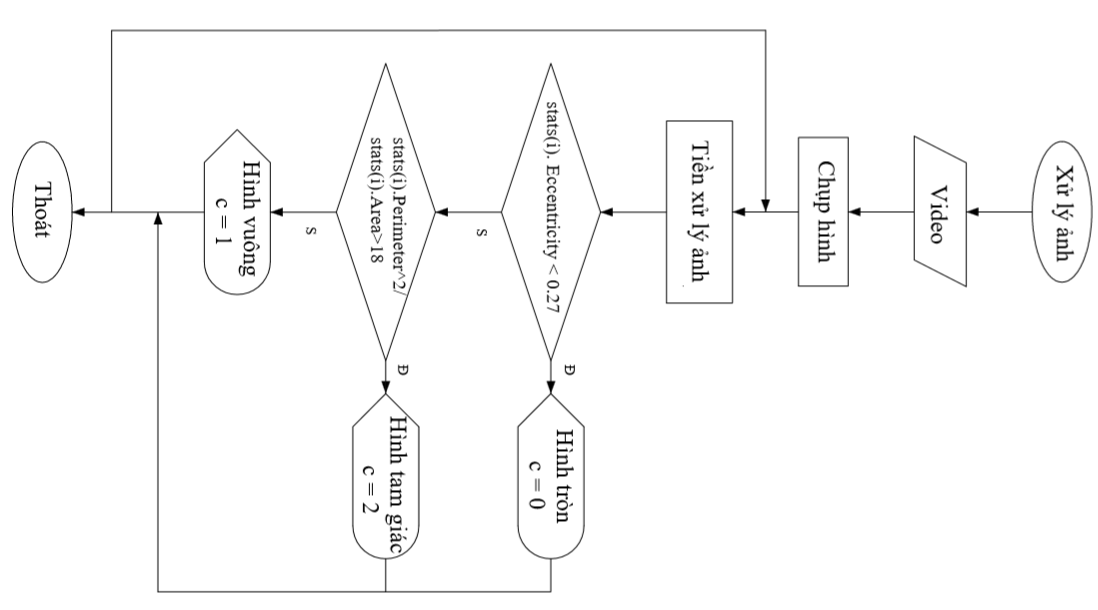 Xử lý ảnh
Video
Chụp hình
Tiền xử lý ảnh
stats(i). Eccentricity < 0.27
Đ
Hình tròn
c = 0
S
stats(i).Perimeter^2/
stats(i).Area>18
Đ
Hình tam giác
c = 2
S
Hình vuông
c = 1
Thoát